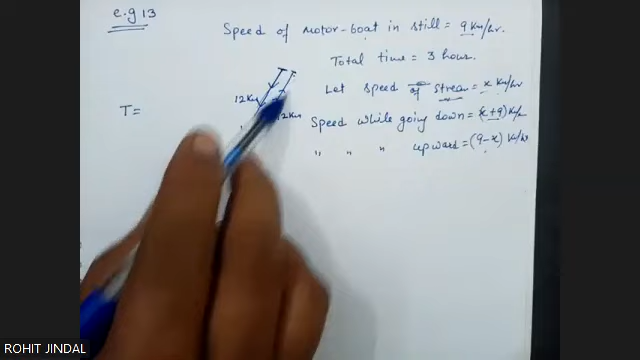 e.g 13
Speed of motor-boat in still = 9 Km/hr.
Total time = 3 hour.
Let speed of stream = x Km/hr
12Km
12Km
T=
Speed while going down = (x+9) Km/hr
" " " upward = (9-x) Km/hr
ROHIT JINDAL